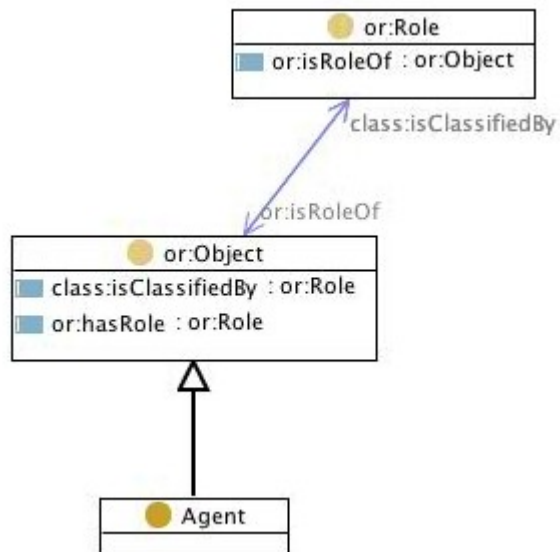 or:Role
or:isRoleOf : or:Object
class:isClassifiedBy
or:isRoleOf
or:Object
class:isClassifiedBy : or:Role
or:hasRole : or:Role
Agent